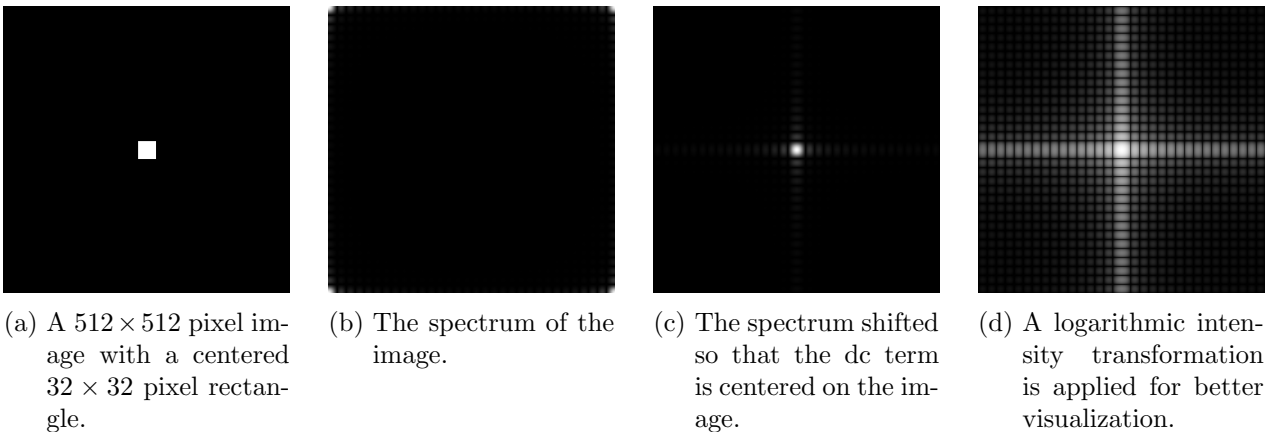 (a) A 512 × 512 pixel im-
age with a centered
32 × 32 pixel rectan-
gle.
(b) The spectrum of the
image.
(c) The spectrum shifted
so that the dc term
is centered on the im-
age.
(d) A logarithmic inten-
sity transformation
is applied for better
visualization.